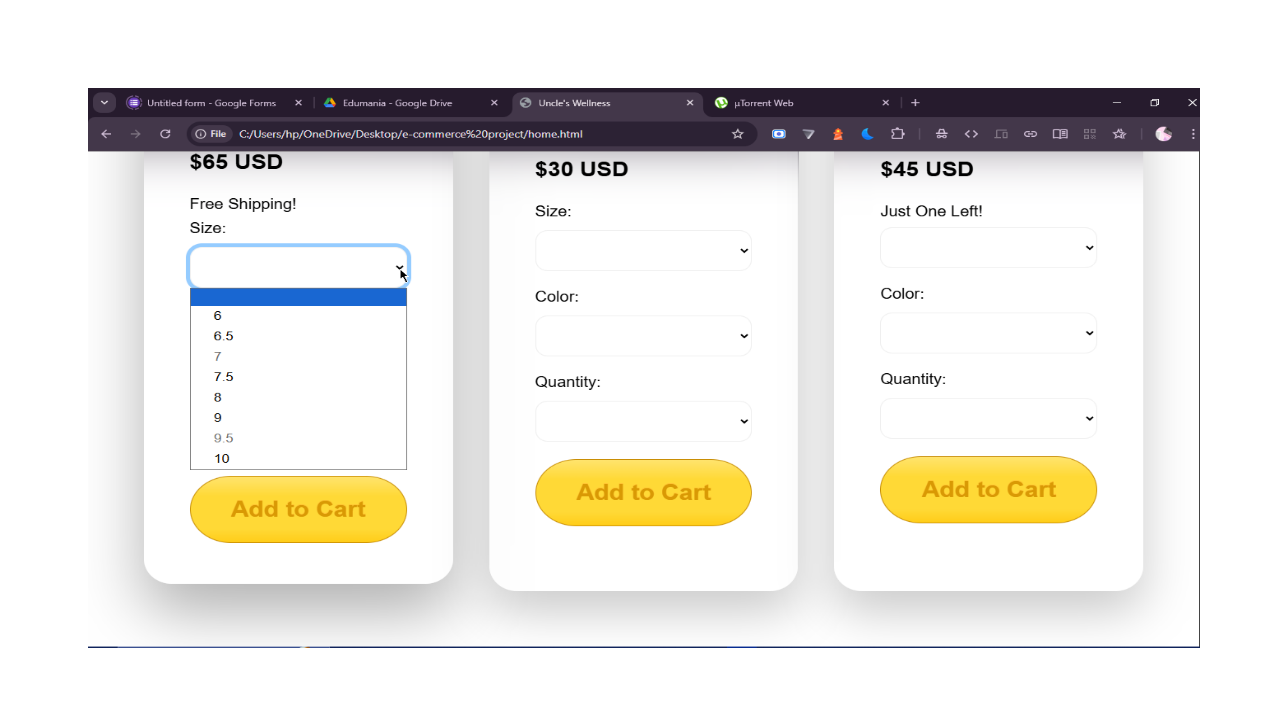 Untitled form - Google Forms
Edumania - Google Drive
Uncle's Wellness
µTorrent Web
File
C:/Users/hp/OneDrive/Desktop/e-commerce%20project/home.html
$65 USD
Free Shipping!
Size:
6
6.5
7
7.5
8
9
9.5
10
Add to Cart
$30 USD
Size:
Color:
Quantity:
Add to Cart
$45 USD
Just One Left!
Color:
Quantity:
Add to Cart